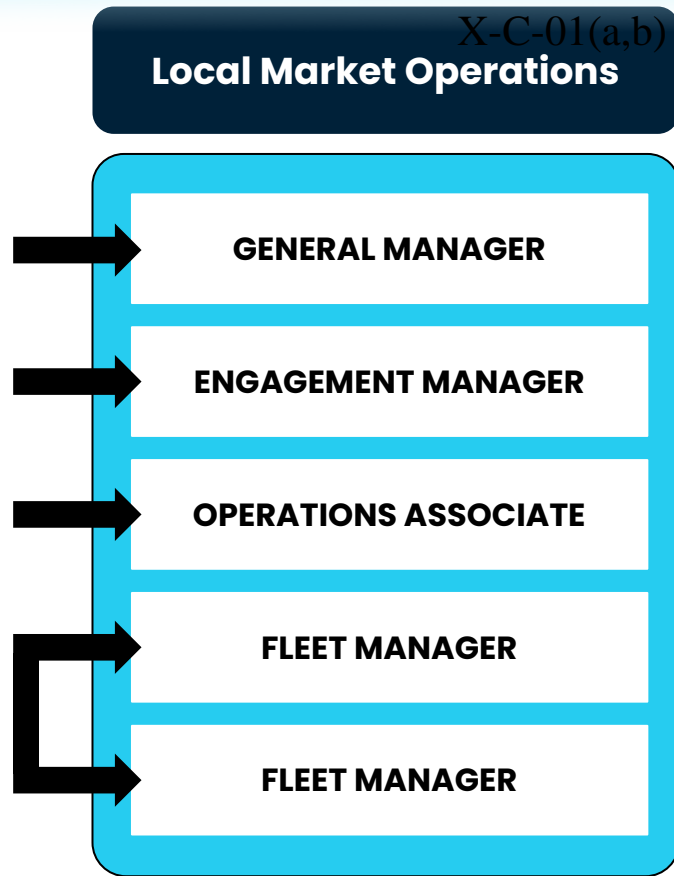 X-C-01(a,b)
Local Market Operations
GENERAL MANAGER
ENGAGEMENT MANAGER
OPERATIONS ASSOCIATE
FLEET MANAGER
FLEET MANAGER